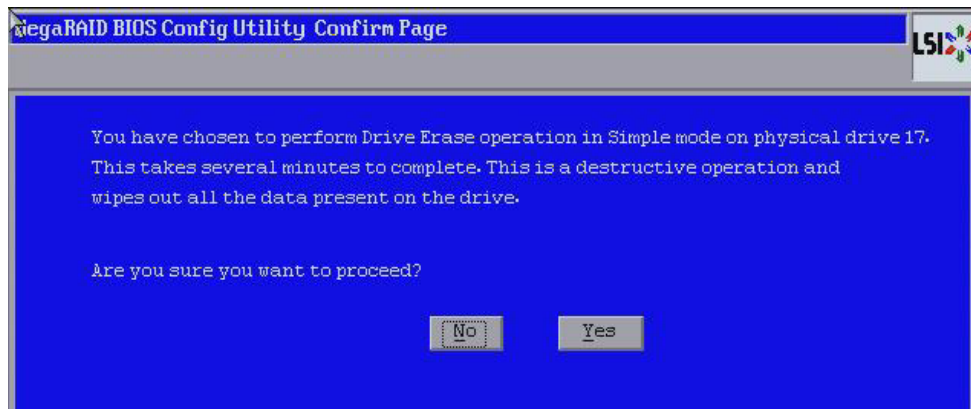 MegaRAID BIOS Config Utility Confirm Page
LSI
You have chosen to perform Drive Erase operation in Simple mode on physical drive 17.
This takes several minutes to complete. This is a destructive operation and
wipes out all the data present on the drive.
Are you sure you want to proceed?
No Yes